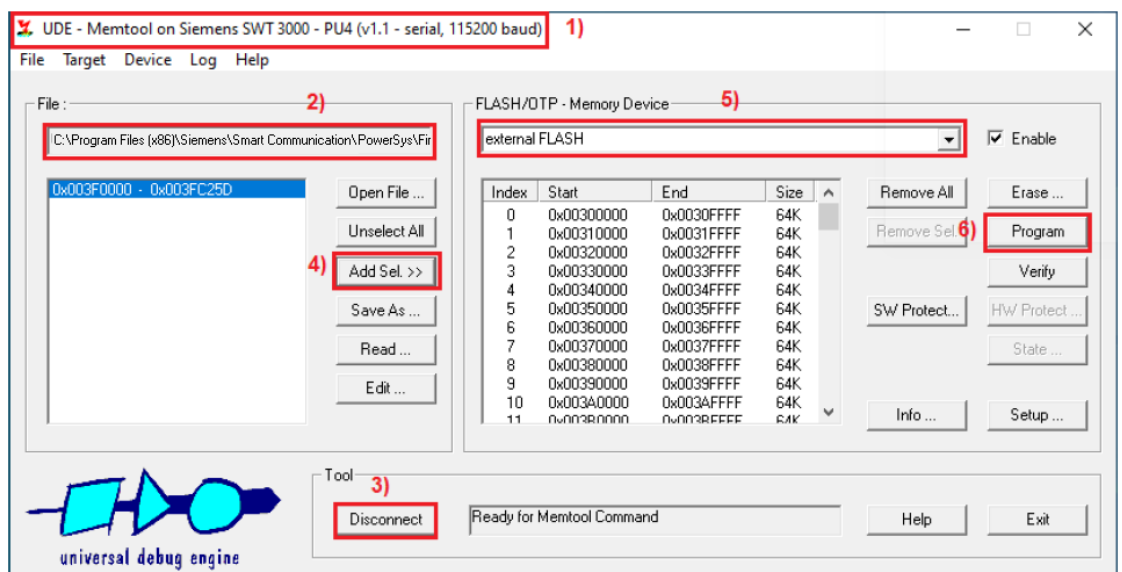 UDE - Memtool on Siemens SWT 3000 - PU4 (v1.1 - serial, 115200 baud) 1)
File Target Device Log Help
File : 2)
C:\Program Files (x86)\Siemens\Smart Communication\PowerSys\Fir
0x003F0000 - 0x003FC25D
Open File ...
Unselect All
4) Add Sel. >>
Save As ...
Read ...
Edit ...
FLASH/OTP - Memory Device 5)
external FLASH
Enable
Index Start End Size
0 0x00300000 0x0030FFFF 64K
1 0x00310000 0x0031FFFF 64K
2 0x00320000 0x0032FFFF 64K
3 0x00330000 0x0033FFFF 64K
4 0x00340000 0x0034FFFF 64K
5 0x00350000 0x0035FFFF 64K
6 0x00360000 0x0036FFFF 64K
7 0x00370000 0x0037FFFF 64K
8 0x00380000 0x0038FFFF 64K
9 0x00390000 0x0039FFFF 64K
10 0x003A0000 0x003AFFFF 64K
11 0x003B0000 0x003BFFFF 64K
Remove All
Remove Sel.
SW Protect...
Info ...
Erase ...
6) Program
Verify
HW Protect ...
State ...
Setup ...
universal debug engine
Tool
3)
Disconnect
Ready for Memtool Command
Help
Exit